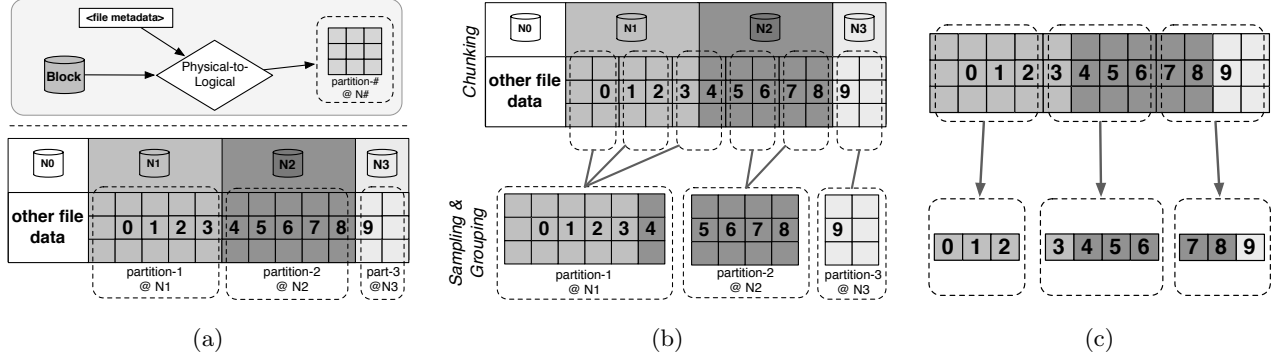 <file metadata>
Block
Physical-to-
Logical
partition-#
@ N#
N0
N1
N2
N3
other file
data
0 1 2 3 4 5 6 7 8 9
partition-1
@ N1
partition-2
@ N2
part-3
@N3
(a)
Chunking
N0
N1
N2
N3
other file
data
0 1 2 3 4 5 6 7 8 9
Sampling &
Grouping
0 1 2 3 4
5 6 7 8
9
partition-1
@ N1
partition-2
@ N2
partition-3
@ N3
(b)
0 1 2 3 4 5 6 7 8 9
0 1 2
3 4 5 6
7 8 9
(c)